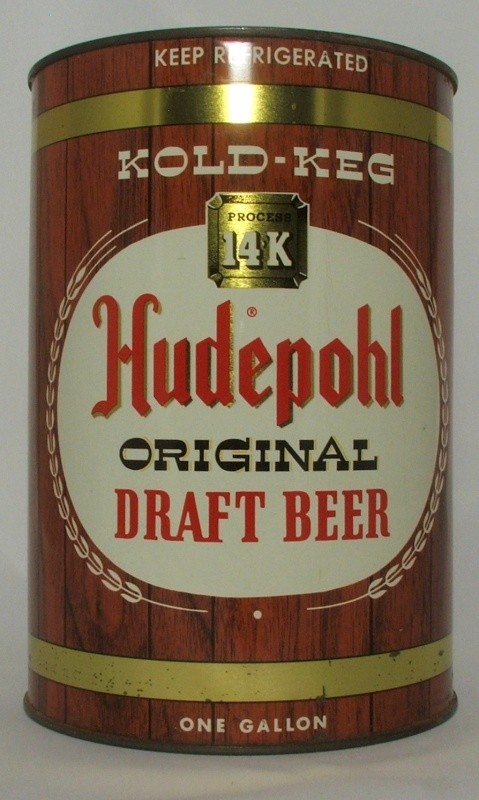 KEEP REFRIGERATED
KOLD-KEG
PROCESS
14K
Hudepohl®
ORIGINAL
DRAFT BEER
ONE GALLON